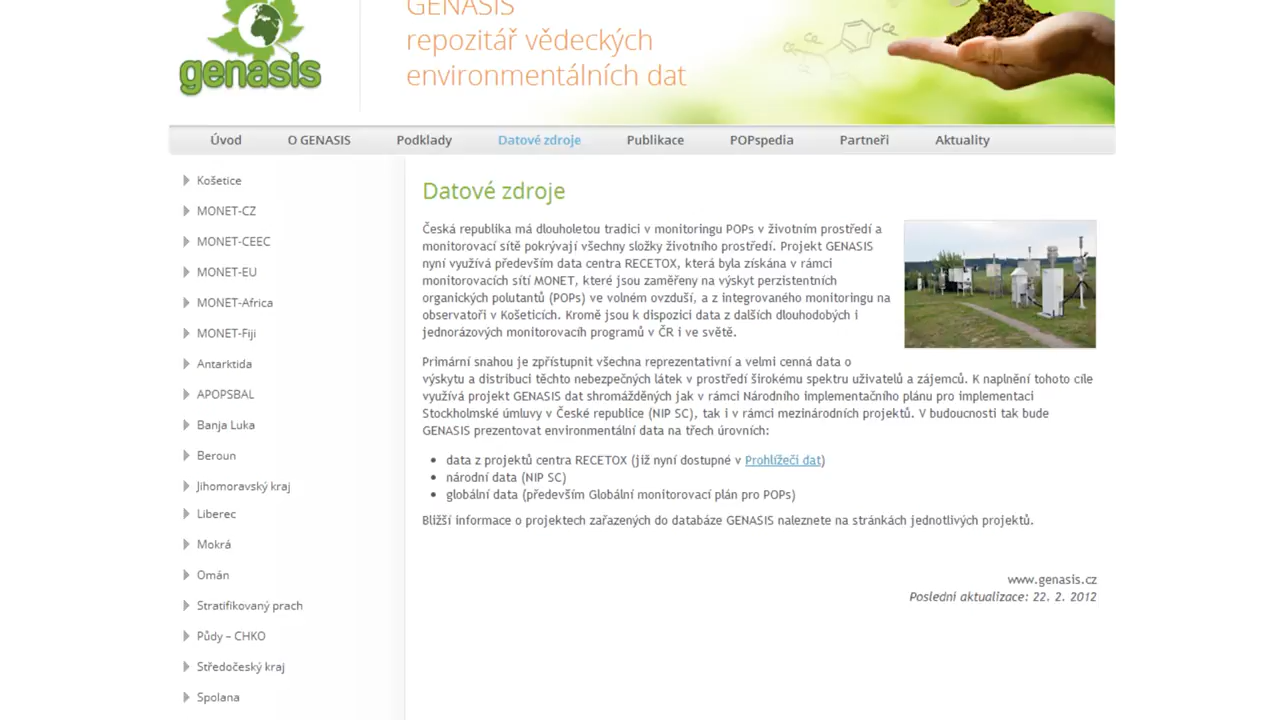 GENASIS
repozitář vědeckých
environmentálních dat
genasis
Úvod
O GENASIS
Podklady
Datové zdroje
Publikace
POPspedia
Partneři
Aktuality
Košetice
MONET-CZ
MONET-CEEC
MONET-EU
MONET-Africa
MONET-Fiji
Antarktida
APOPSBAL
Banja Luka
Beroun
Jihomoravský kraj
Liberec
Mokrá
Omán
Stratifikovaný prach
Půdy – CHKO
Středočeský kraj
Spolana
Datové zdroje
Česká republika má dlouholetou tradici v monitoringu POPs v životním prostředí a
monitorovací sítě pokrývají všechny složky životního prostředí. Projekt GENASIS
nyní využívá především data centra RECETOX, která byla získána v rámci
monitorovacích sítí MONET, které jsou zaměřeny na výskyt perzistentních
organických polutantů (POPs) ve volném ovzduší, a z integrovaného monitoringu na
observatoři v Košeticích. Kromě jsou k dispozici data z dalších dlouhodobých i
jednorázových monitorovacíh programů v ČR i ve světě.
Primární snahou je zpřístupnit všechna reprezentativní a velmi cenná data o
výskytu a distribuci těchto nebezpečných látek v prostředí širokému spektru uživatelů a zájemců. K naplnění tohoto cíle
využívá projekt GENASIS dat shromážděných jak v rámci Národního implementačního plánu pro implementaci
Stockholmské úmluvy v České republice (NIP SC), tak i v rámci mezinárodních projektů. V budoucnosti tak bude
GENASIS prezentovat environmentální data na třech úrovních:
data z projektů centra RECETOX (již nyní dostupné v Prohlížeči dat)
národní data (NIP SC)
globální data (především Globální monitorovací plán pro POPs)
Bližší informace o projektech zařazených do databáze GENASIS naleznete na stránkách jednotlivých projektů.
www.genasis.cz
Poslední aktualizace: 22. 2. 2012